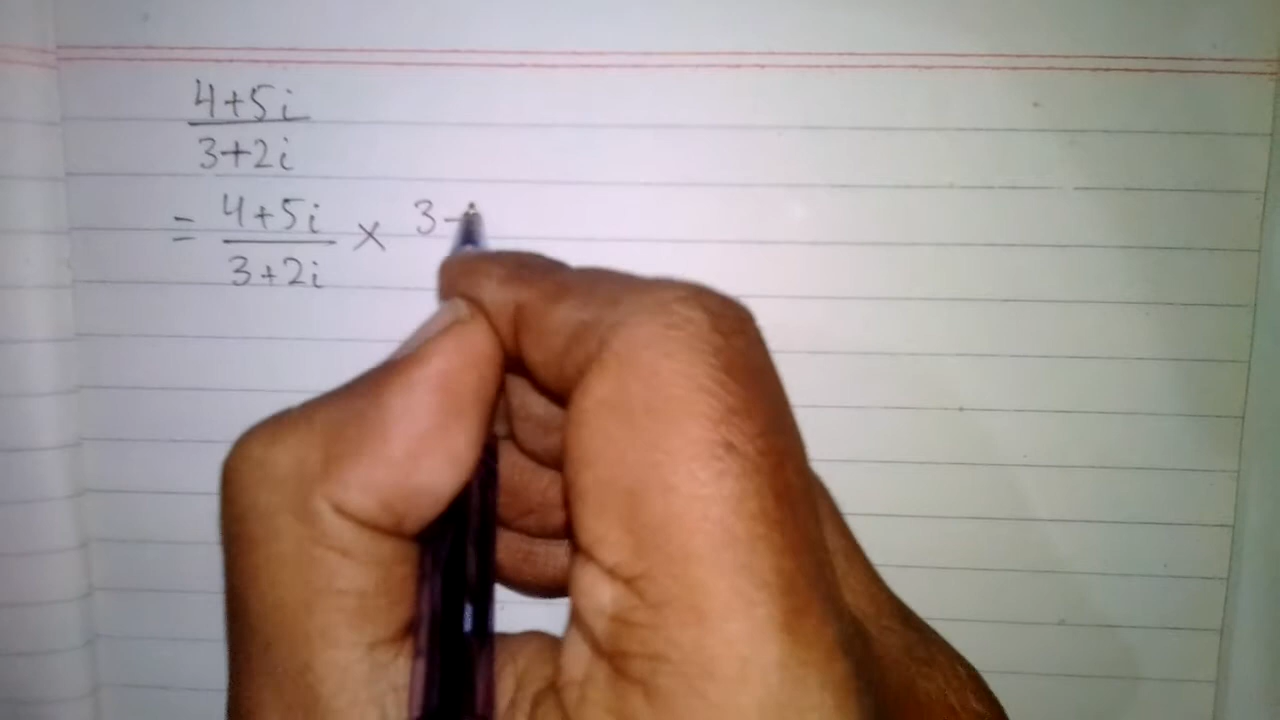 4+5i
3+2i
= 4+5i × 3-
3+2i